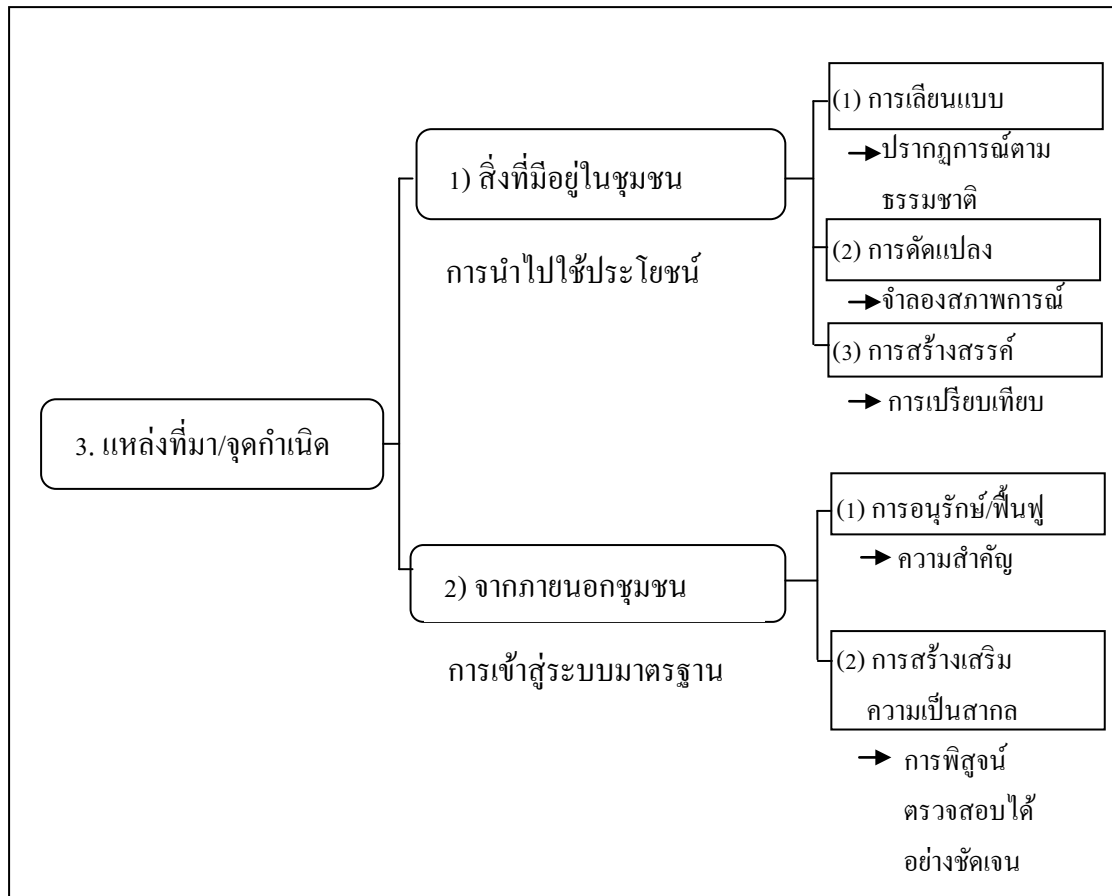 3. แหล่งที่มา/จุดกำเนิด
1) สิ่งที่มีอยู่ในชุมชน
การนำไปใช้ประโยชน์
(1) การเลียนแบบ
→ปรากฏการณ์ตาม
ธรรมชาติ
(2) การดัดแปลง
→จำลองสภาพการณ์
(3) การสร้างสรรค์
→ การเปรียบเทียบ
2) จากภายนอกชุมชน
การเข้าสู่ระบบมาตรฐาน
(1) การอนุรักษ์/ฟื้นฟู
→ ความสำคัญ
(2) การสร้างเสริม
ความเป็นสากล
→ การพิสูจน์
ตรวจสอบได้
อย่างชัดเจน